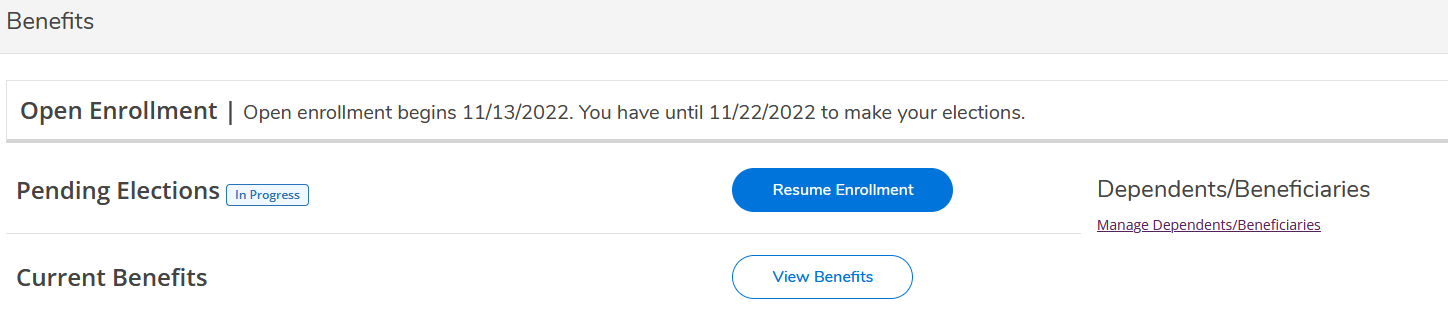 Benefits
Open Enrollment | Open enrollment begins 11/13/2022. You have until 11/22/2022 to make your elections.
Pending Elections In Progress
Resume Enrollment
Dependents/Beneficiaries
Manage Dependents/Beneficiaries
Current Benefits
View Benefits